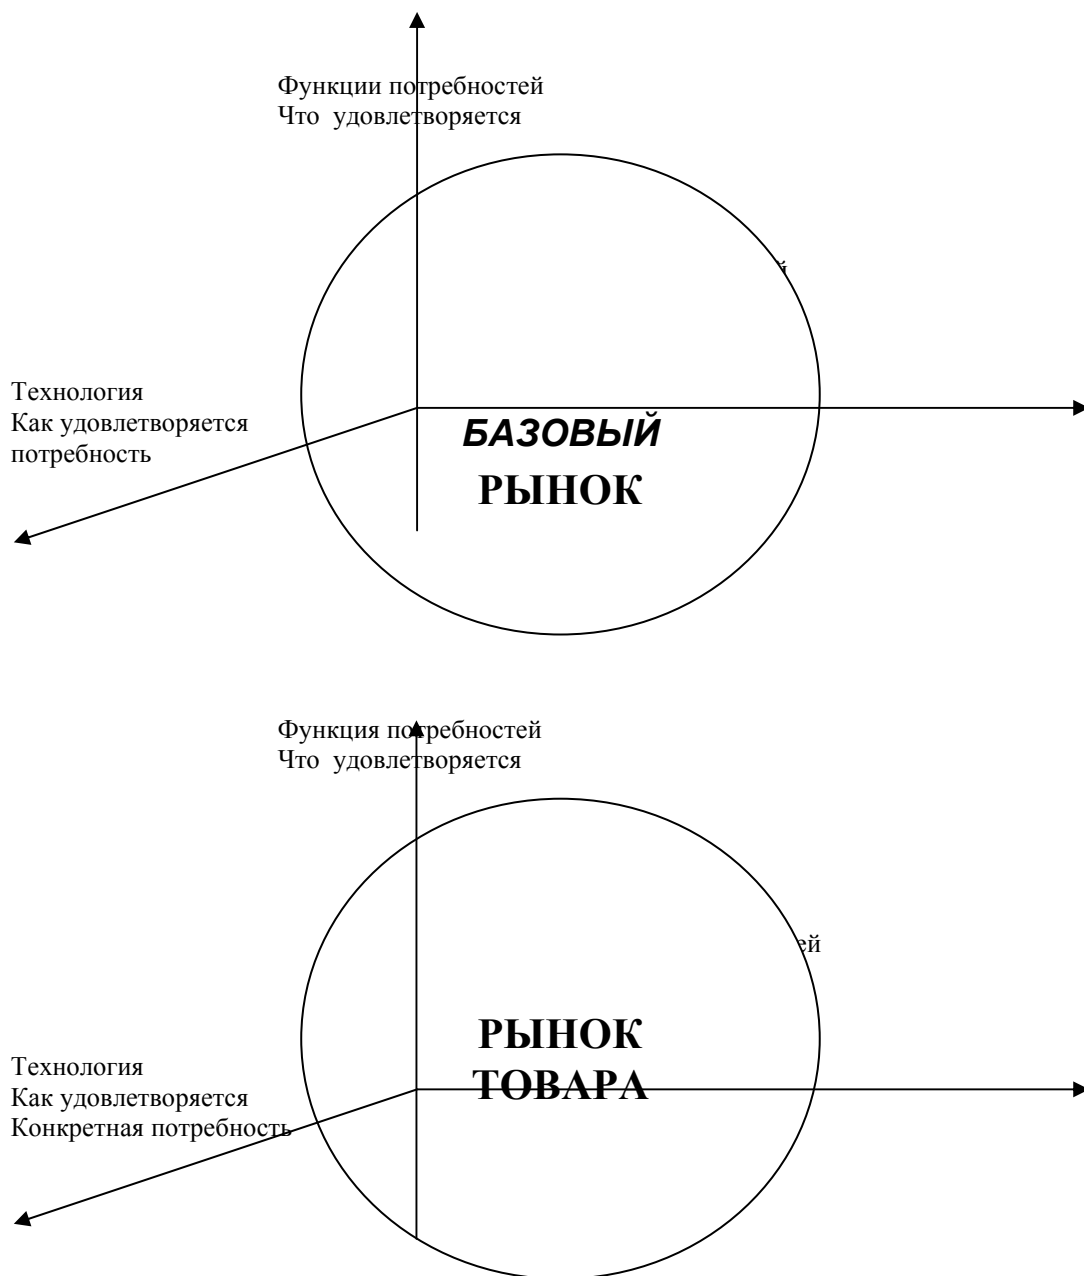 Функции потребностей
Что удовлетворяется
Технология
Как удовлетворяется
потребность
БАЗОВЫЙ
РЫНОК
Функция потребностей
Что удовлетворяется
РЫНОК
ТОВАРА
Технология
Как удовлетворяется
Конкретная потребность